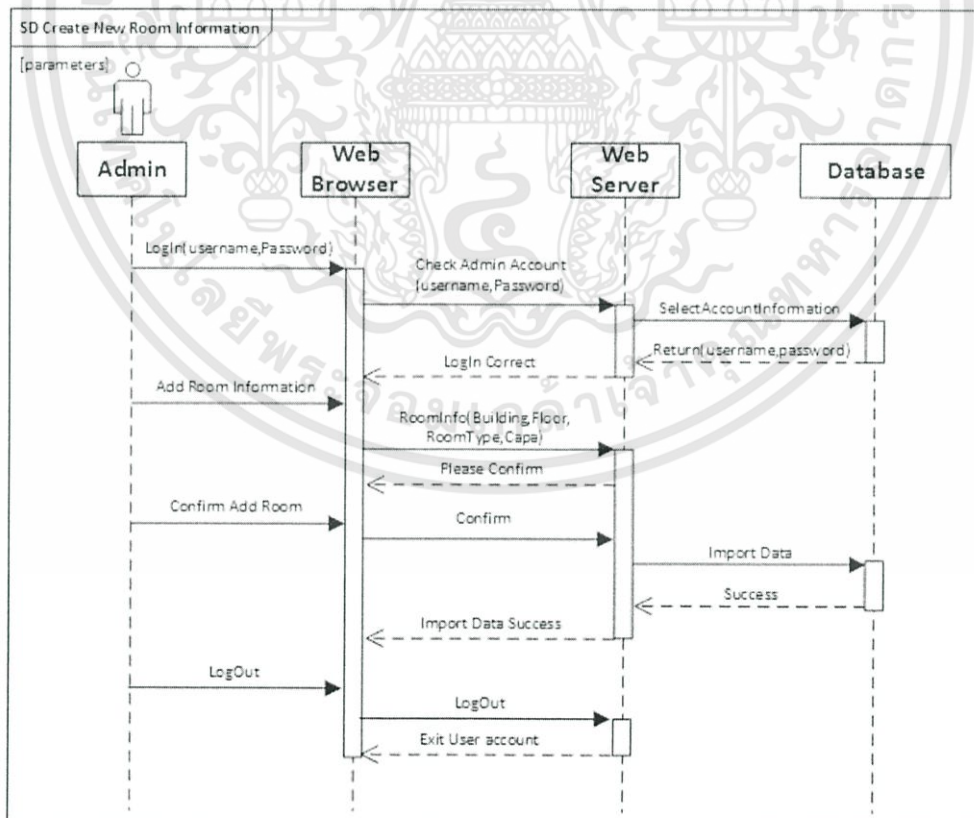 SD Create New Room Information
[parameters]
Admin
Web
Browser
Web
Server
Database
LogIn(username,Password)
Check Admin Account
(username,Password)
SelectAccountInformation
Return(username,password)
LogIn Correct
Add Room Information
RoomInfo(Building,Floor,
RoomType,Capa)
Please Confirm
Confirm Add Room
Confirm
Import Data
Success
Import Data Success
LogOut
LogOut
Exit User account